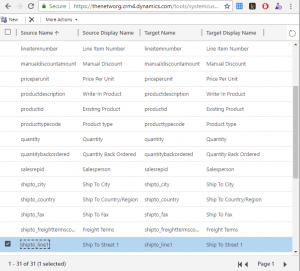 Secure | https://thenetworg.crm4.dynamics.com/tools/systemcus
New More Actions
Source Name Source Display Name Target Name Target Display Name
linetemnumber Line Item Number linetemnumber Line Item Number
manualdiscountamount Manual Discount manualdiscountamount Manual Discount
priceperunit Price Per Unit priceperunit Price Per Unit
productdescription Write-In Product productdescription Write-In Product
productid Existing Product productid Existing Product
producttypecode Product type producttypecode Product type
quantity Quantity quantity Quantity
quantitybackordered Quantity Back Ordered quantitybackordered Quantity Back Ordered
salesrepid Salesperson salesrepid Salesperson
shipto_city Ship To City shipto_city Ship To City
shipto_country Ship To Country/Region shipto_country Ship To Country/Region
shipto_fax Ship To Fax shipto_fax Ship To Fax
shipto_freighttermscode Freight Terms shipto_freighttermsco... Freight Terms
shipto_line1 Ship To Street 1 shipto_line1 Ship To Street 1
1 - 31 of 31 (1 selected) Page 1